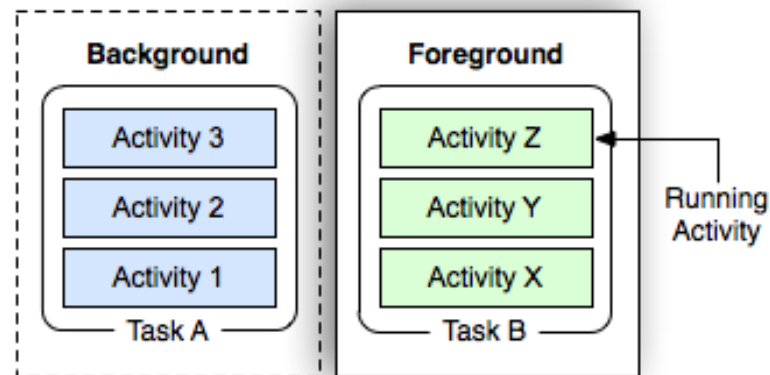 Background
Activity 3
Activity 2
Activity 1
Task A
Foreground
Activity Z
Activity Y
Activity X
Task B
Running
Activity